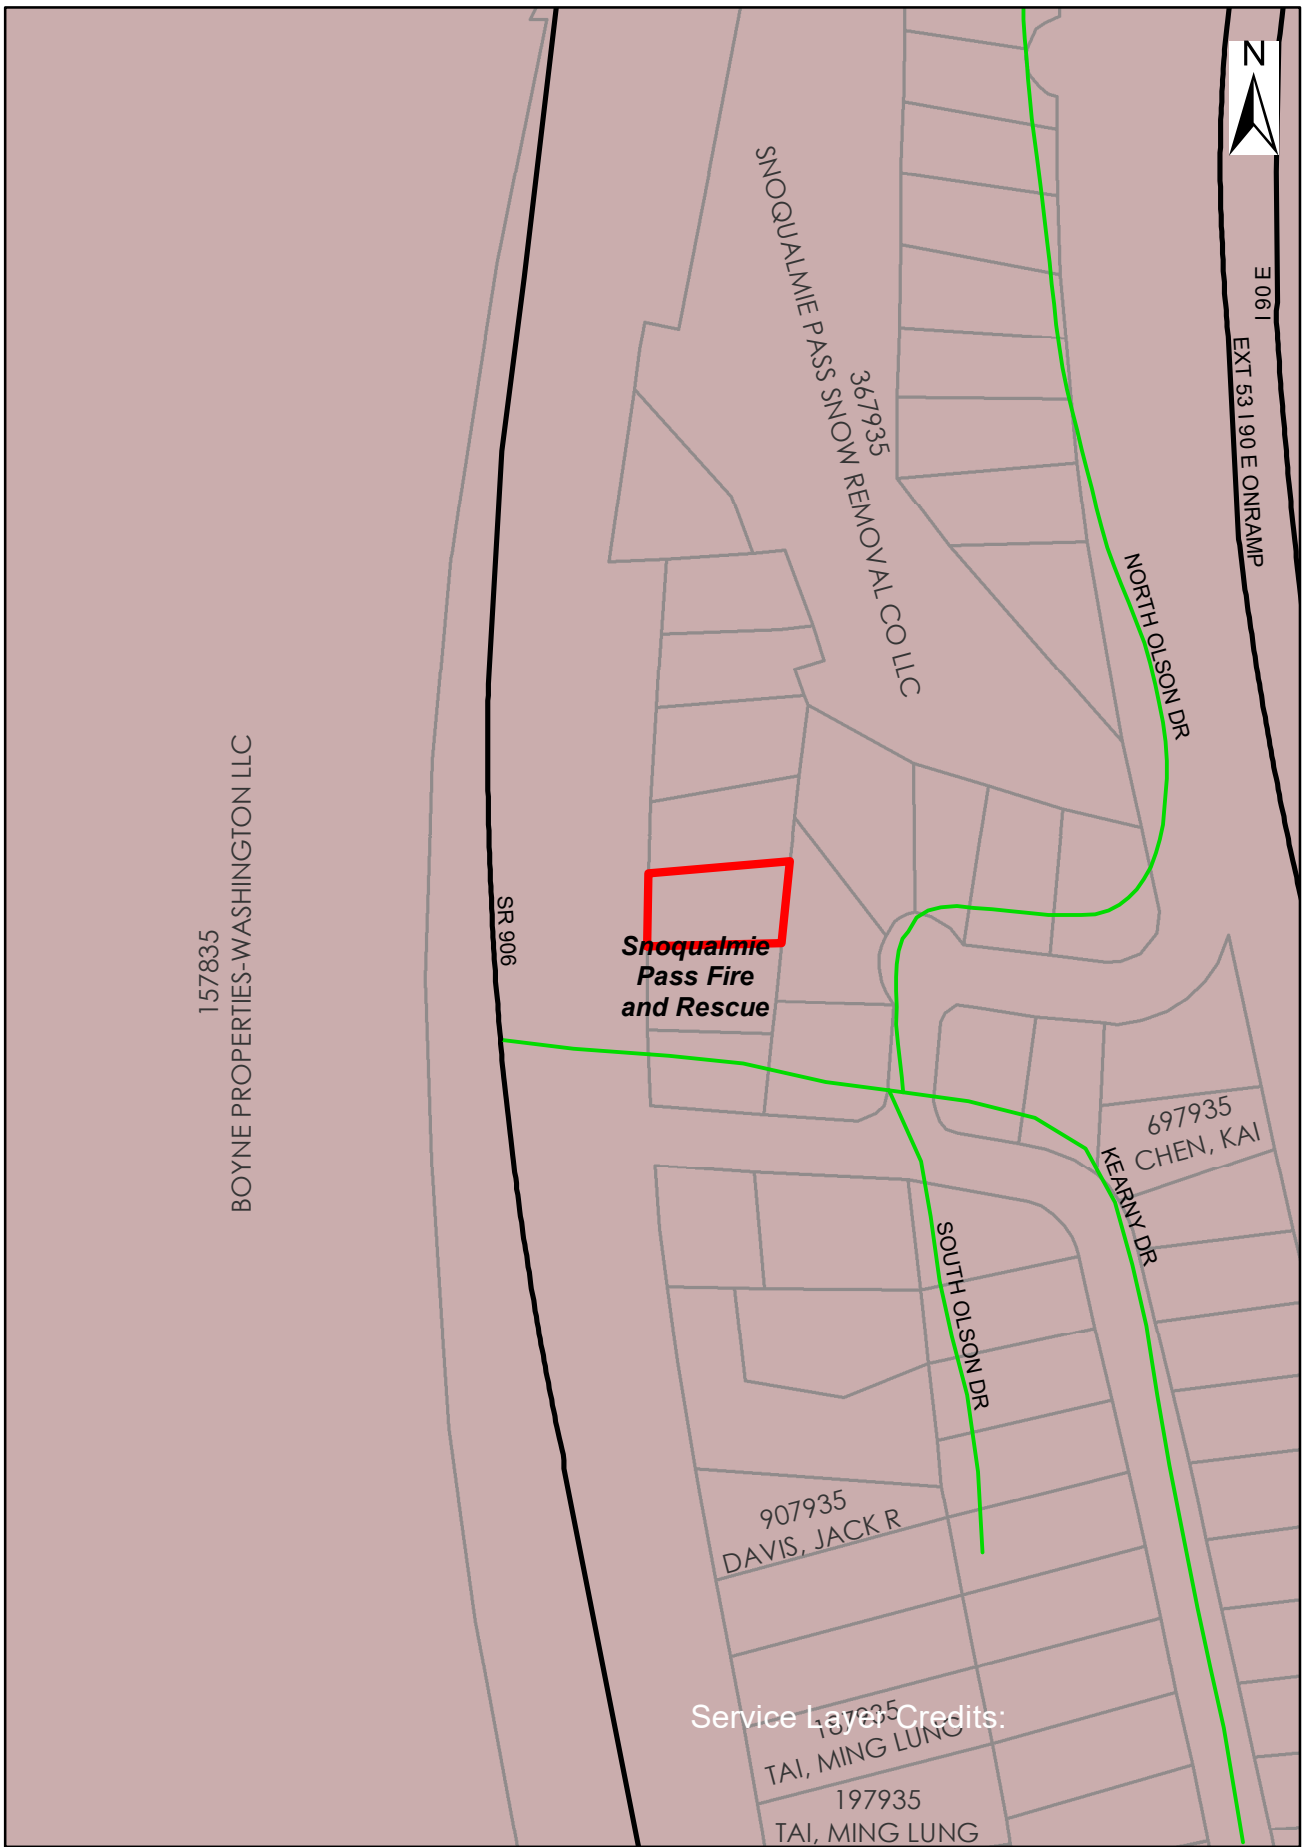 N
I 90 E
EXT 53 I 90 E ONRAMP
367935
SNOQUALMIE PASS SNOW REMOVAL CO LLC
NORTH OLSON DR
157835
BOYNE PROPERTIES-WASHINGTON LLC
SR 906
Snoqualmie
Pass Fire
and Rescue
697935
CHEN, KAI
KEARNY DR
SOUTH OLSON DR
907935
DAVIS, JACK R
Service Layer Credits:
TAI, MING LUNG
197935
TAI, MING LUNG